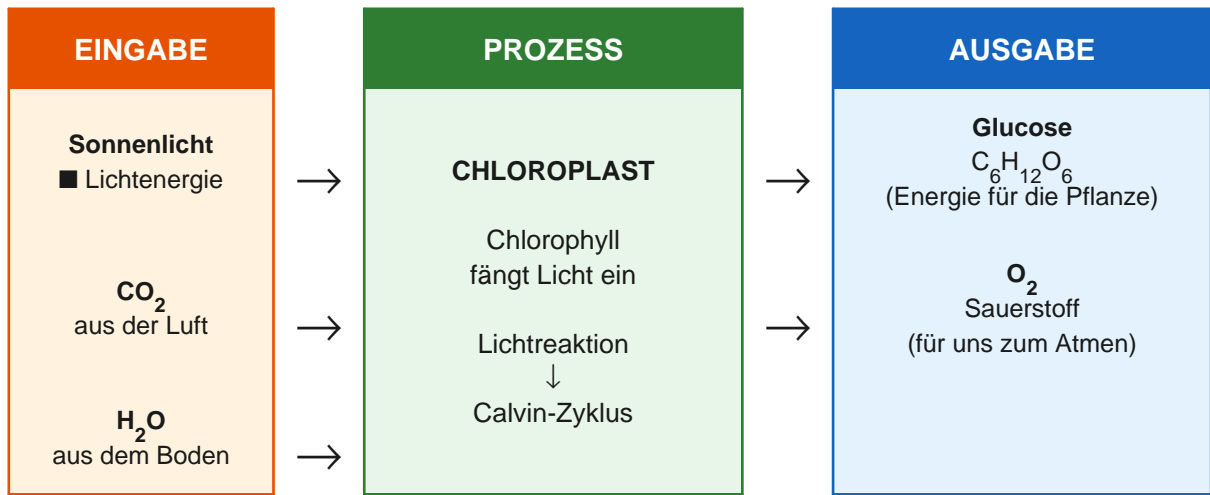 EINGABE
Sonnenlicht
■ Lichtenergie
CO₂
aus der Luft
H₂O
aus dem Boden
PROZESS
CHLOROPLAST
Chlorophyll
fängt Licht ein
Lichtreaktion
↓
Calvin-Zyklus
AUSGABE
Glucose
C₆H₁₂O₆
(Energie für die Pflanze)
O₂
Sauerstoff
(für uns zum Atmen)